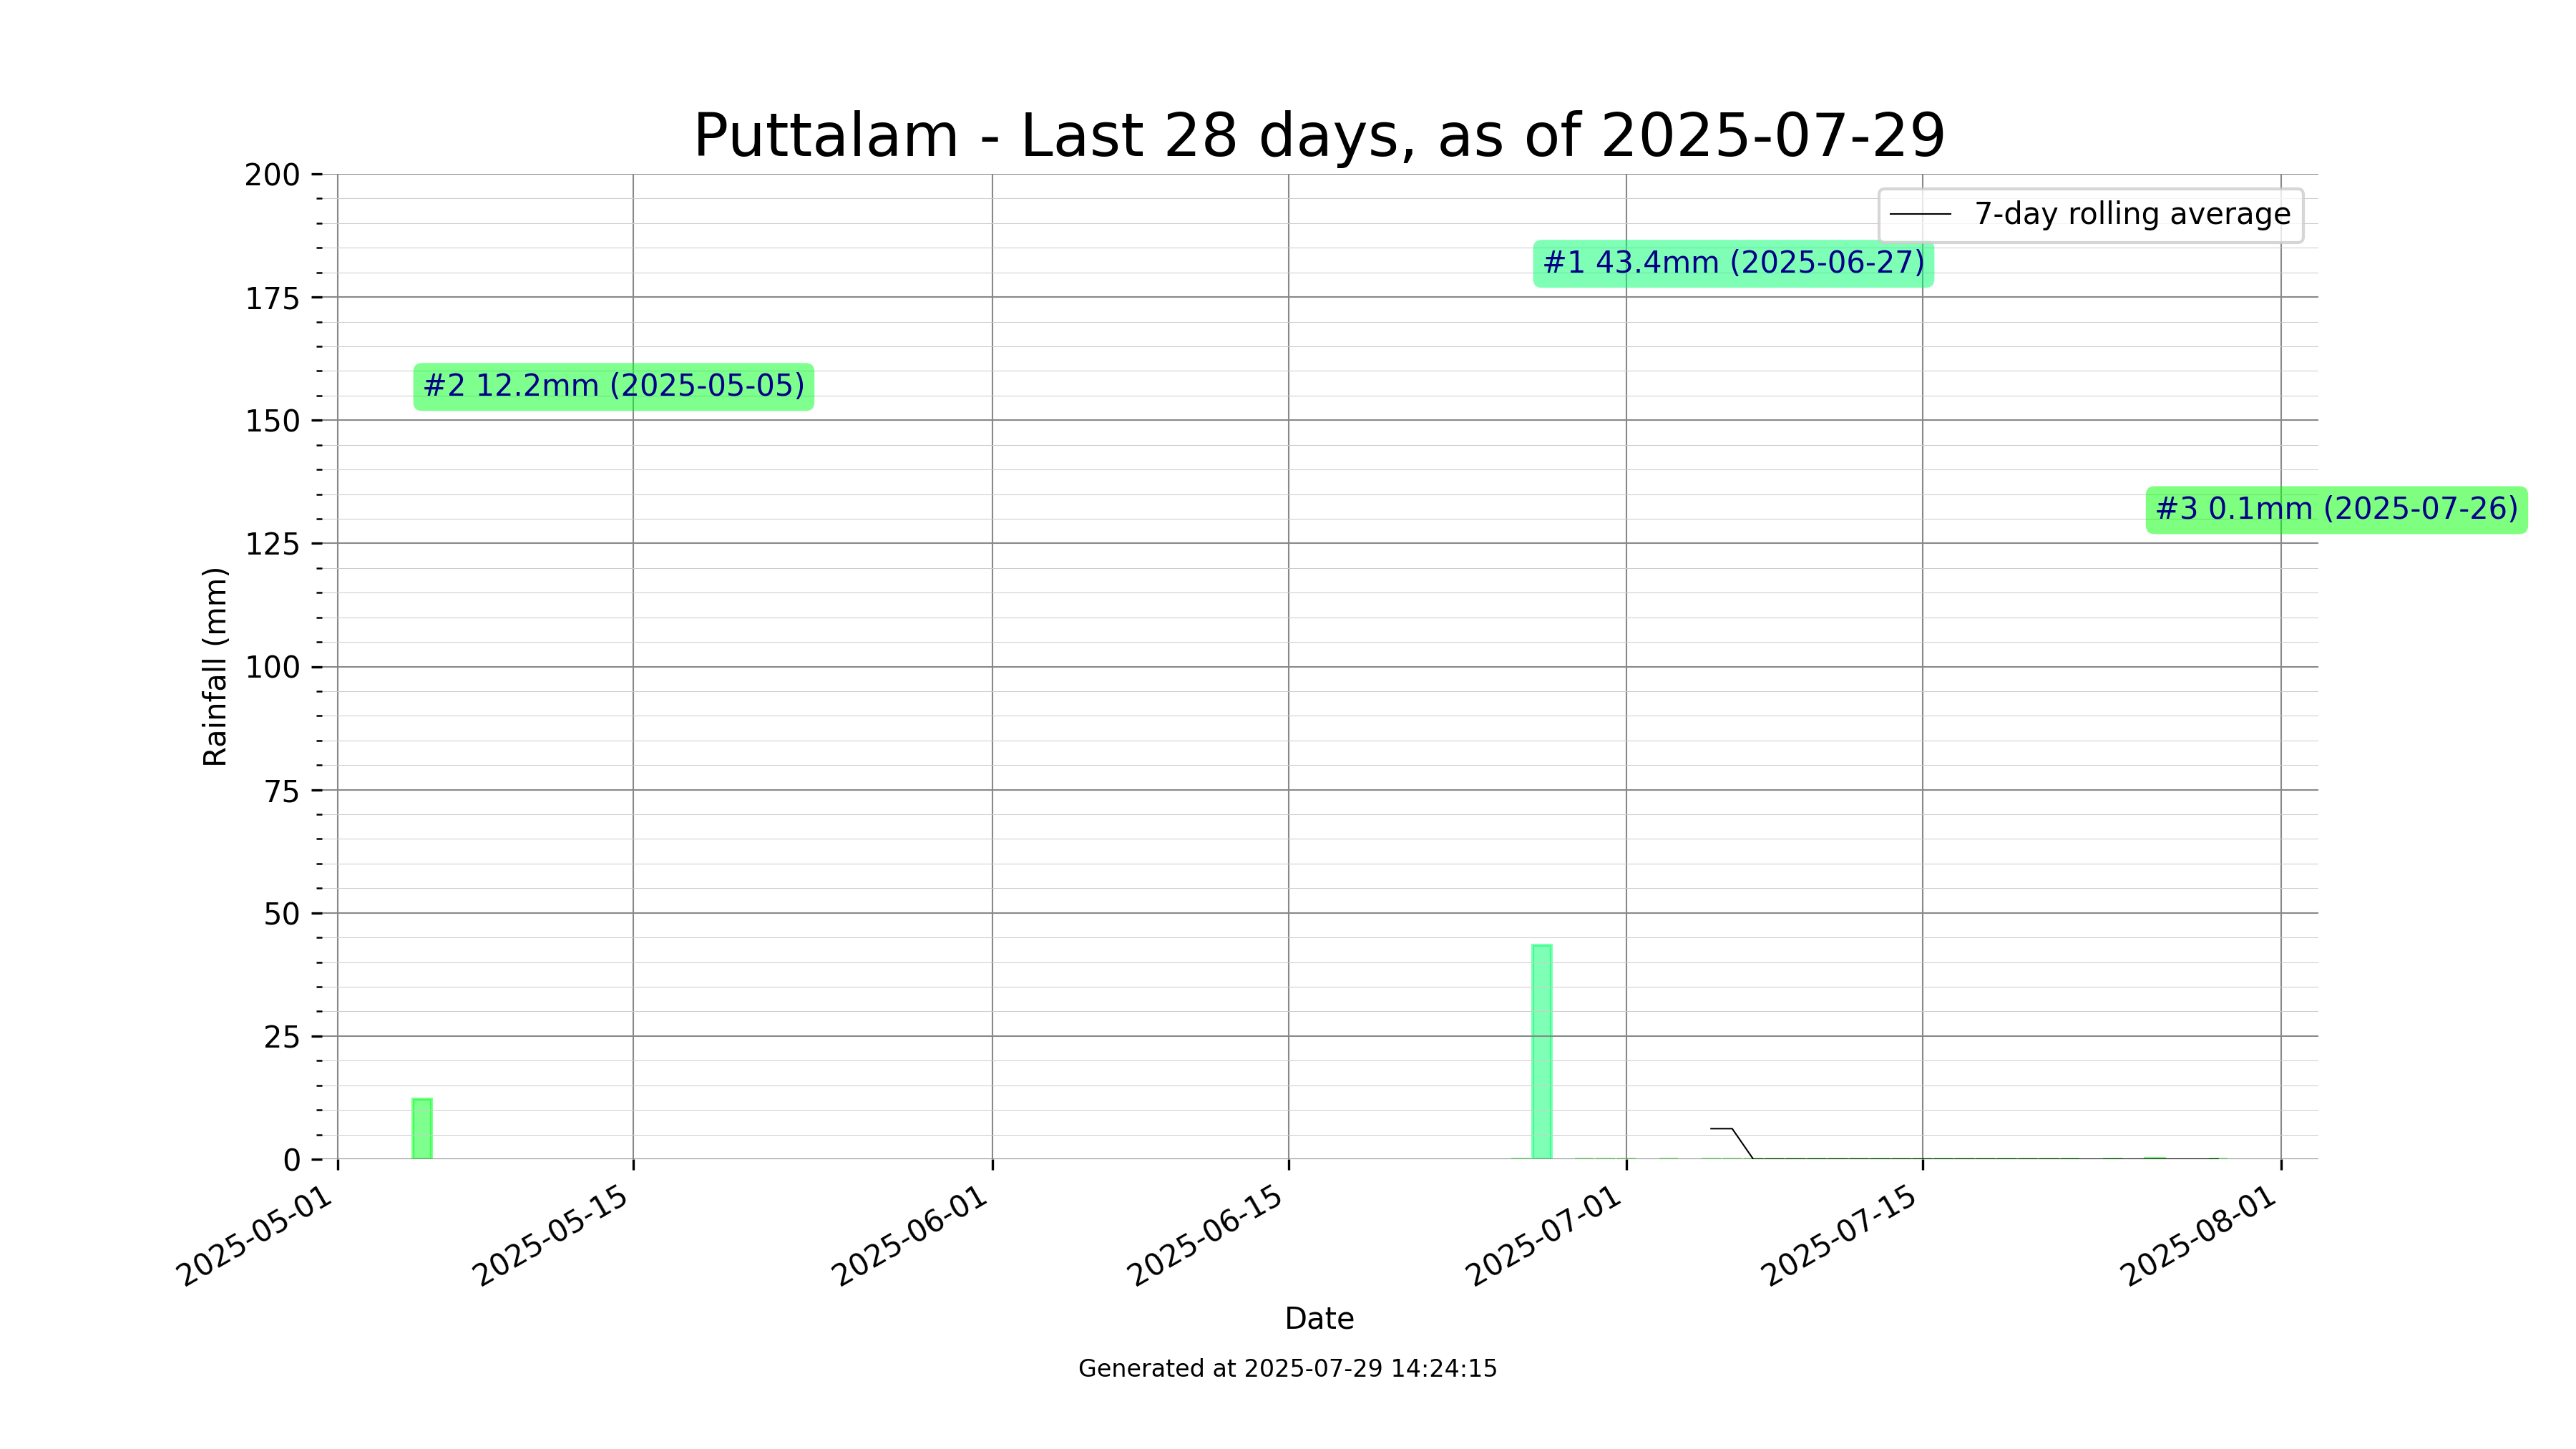 Puttalam - Last 28 days, as of 2025-07-29
7-day rolling average
#1 43.4mm (2025-06-27)
#2 12.2mm (2025-05-05)
#3 0.1mm (2025-07-26)
Rainfall (mm)
200
175
150
125
100
75
50
25
0
2025-05-01
2025-05-15
2025-06-01
2025-06-15
2025-07-01
2025-07-15
2025-08-01
Date
Generated at 2025-07-29 14:24:15